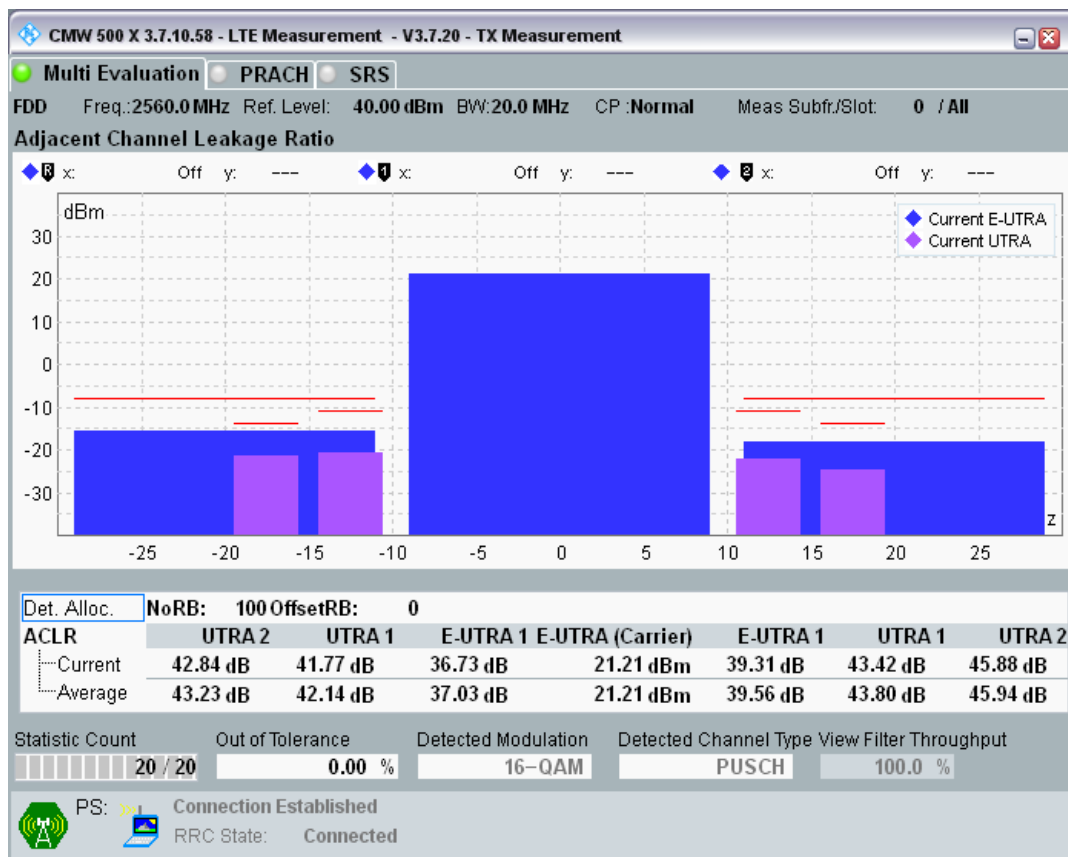 CMW 500 X 3.7.10.58 - LTE Measurement - V3.7.20 - TX Measurement
Multi Evaluation PRACH SRS
FDD Freq.:2560.0 MHz Ref. Level: 40.00 dBm BW:20.0 MHz CP :Normal Meas Subfr./Slot: 0 / All
Adjacent Channel Leakage Ratio
R x: Off y: --- 1 x: Off y: --- 2 x: Off y: ---
dBm
Current E-UTRA
Current UTRA
30
20
10
0
-10
-20
-30
z
-25 -20 -15 -10 -5 0 5 10 15 20 25
Det. Alloc. NoRB: 100 OffsetRB: 0
ACLR UTRA 2 UTRA 1 E-UTRA 1 E-UTRA (Carrier) E-UTRA 1 UTRA 1 UTRA 2
Current 42.84 dB 41.77 dB 36.73 dB 21.21 dBm 39.31 dB 43.42 dB 45.88 dB
Average 43.23 dB 42.14 dB 37.03 dB 21.21 dBm 39.56 dB 43.80 dB 45.94 dB
Statistic Count Out of Tolerance Detected Modulation Detected Channel Type View Filter Throughput
20 / 20 0.00 % 16-QAM PUSCH 100.0 %
PS: Connection Established
RRC State: Connected